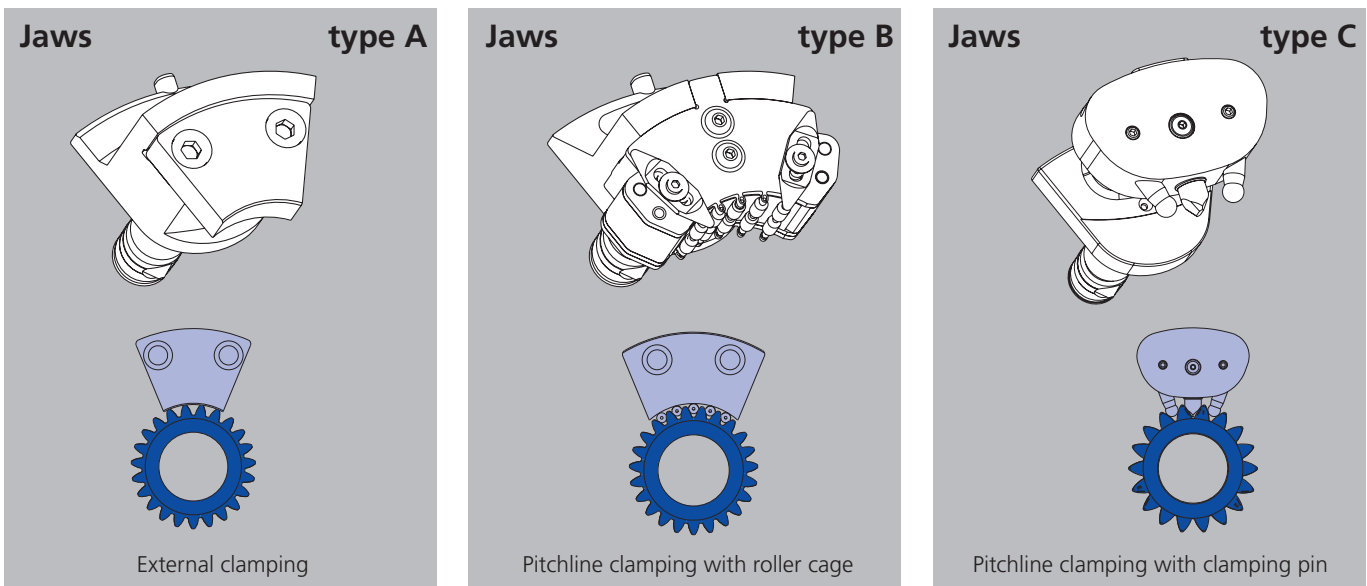 Jaws type A
External clamping
Jaws type B
Pitchline clamping with roller cage
Jaws type C
Pitchline clamping with clamping pin